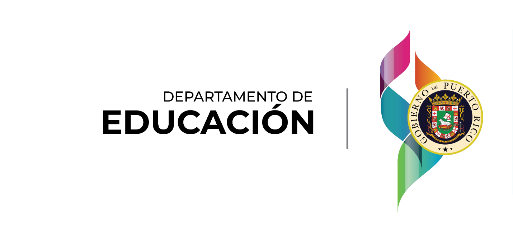 DEPARTAMENTO DE
EDUCACIÓN
GOBIERNO DE PUERTO RICO